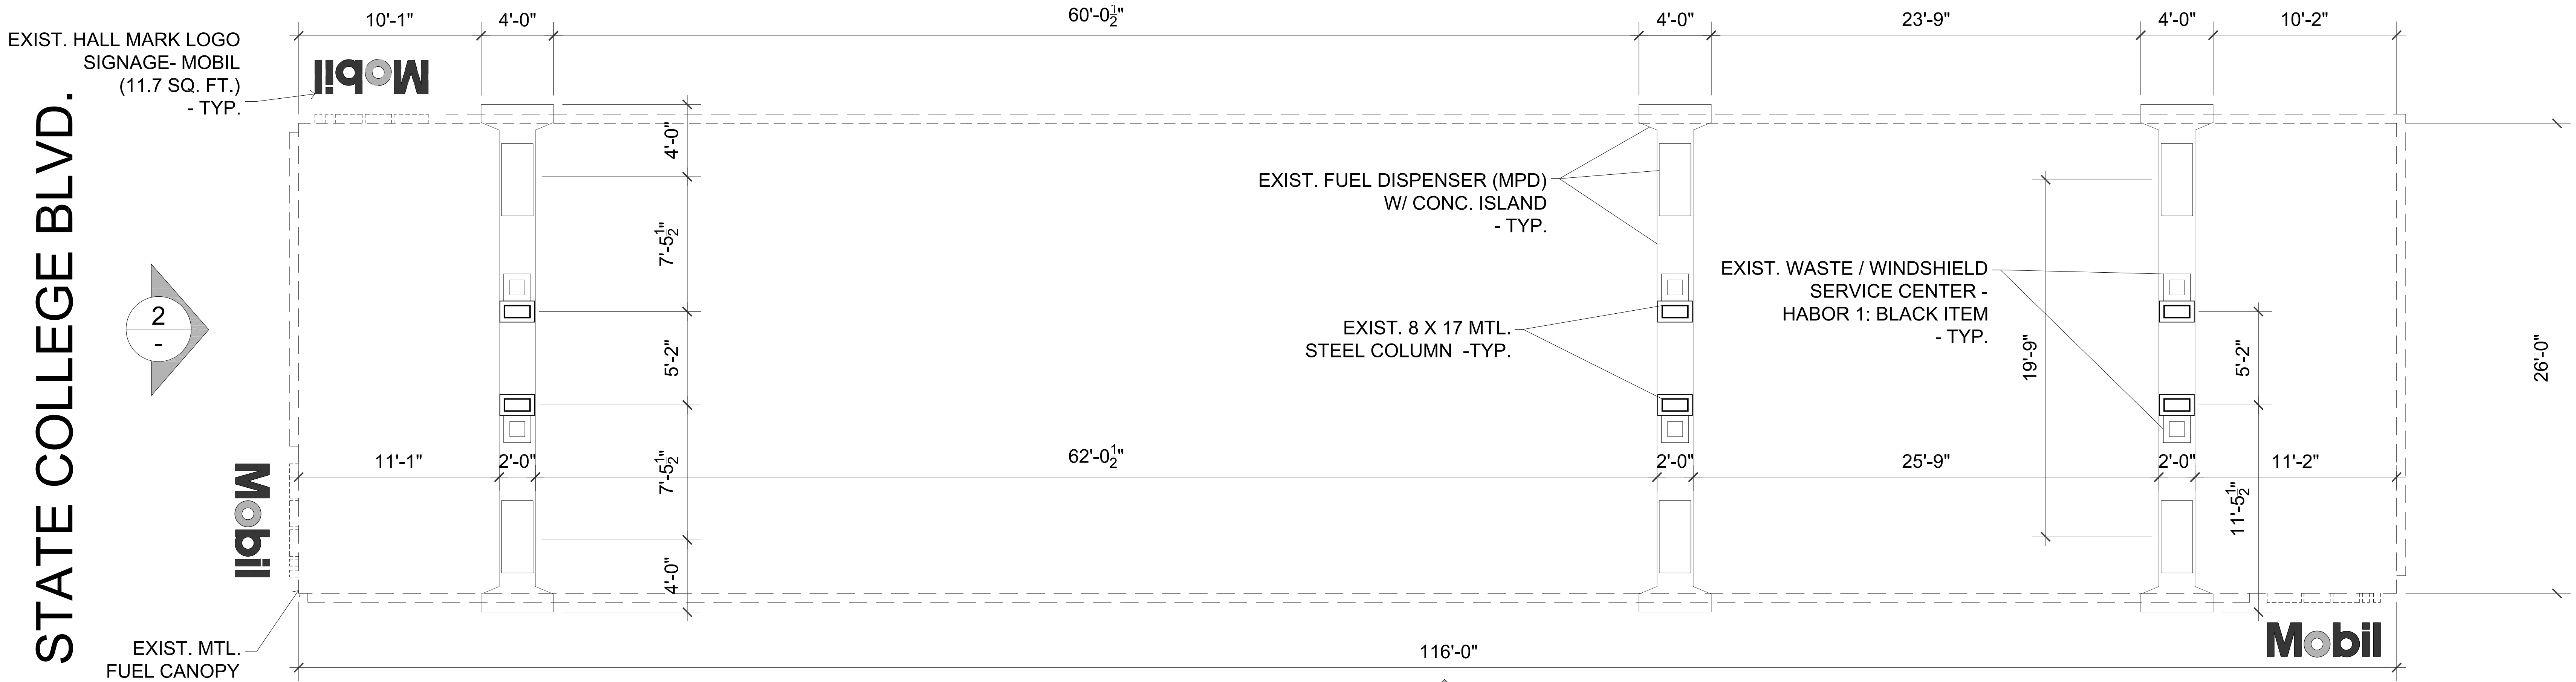 10'-1"
4'-0"
60'-0½"
4'-0"
23'-9"
4'-0"
10'-2"
EXIST. HALL MARK LOGO
SIGNAGE- MOBIL
(11.7 SQ. FT.)
- TYP.
Mobil
STATE COLLEGE BLVD.
2
-
4'-0"
7'-5½"
5'-2"
7'-5½"
4'-0"
EXIST. FUEL DISPENSER (MPD)
W/ CONC. ISLAND
- TYP.
EXIST. 8 X 17 MTL.
STEEL COLUMN -TYP.
EXIST. WASTE / WINDSHIELD
SERVICE CENTER -
HABOR 1: BLACK ITEM
- TYP.
19'-9"
5'-2"
11'-5½"
26'-0"
11'-1"
2'-0"
62'-0½"
2'-0"
25'-9"
2'-0"
11'-2"
Mobil
EXIST. MTL.
FUEL CANOPY
116'-0"
Mobil